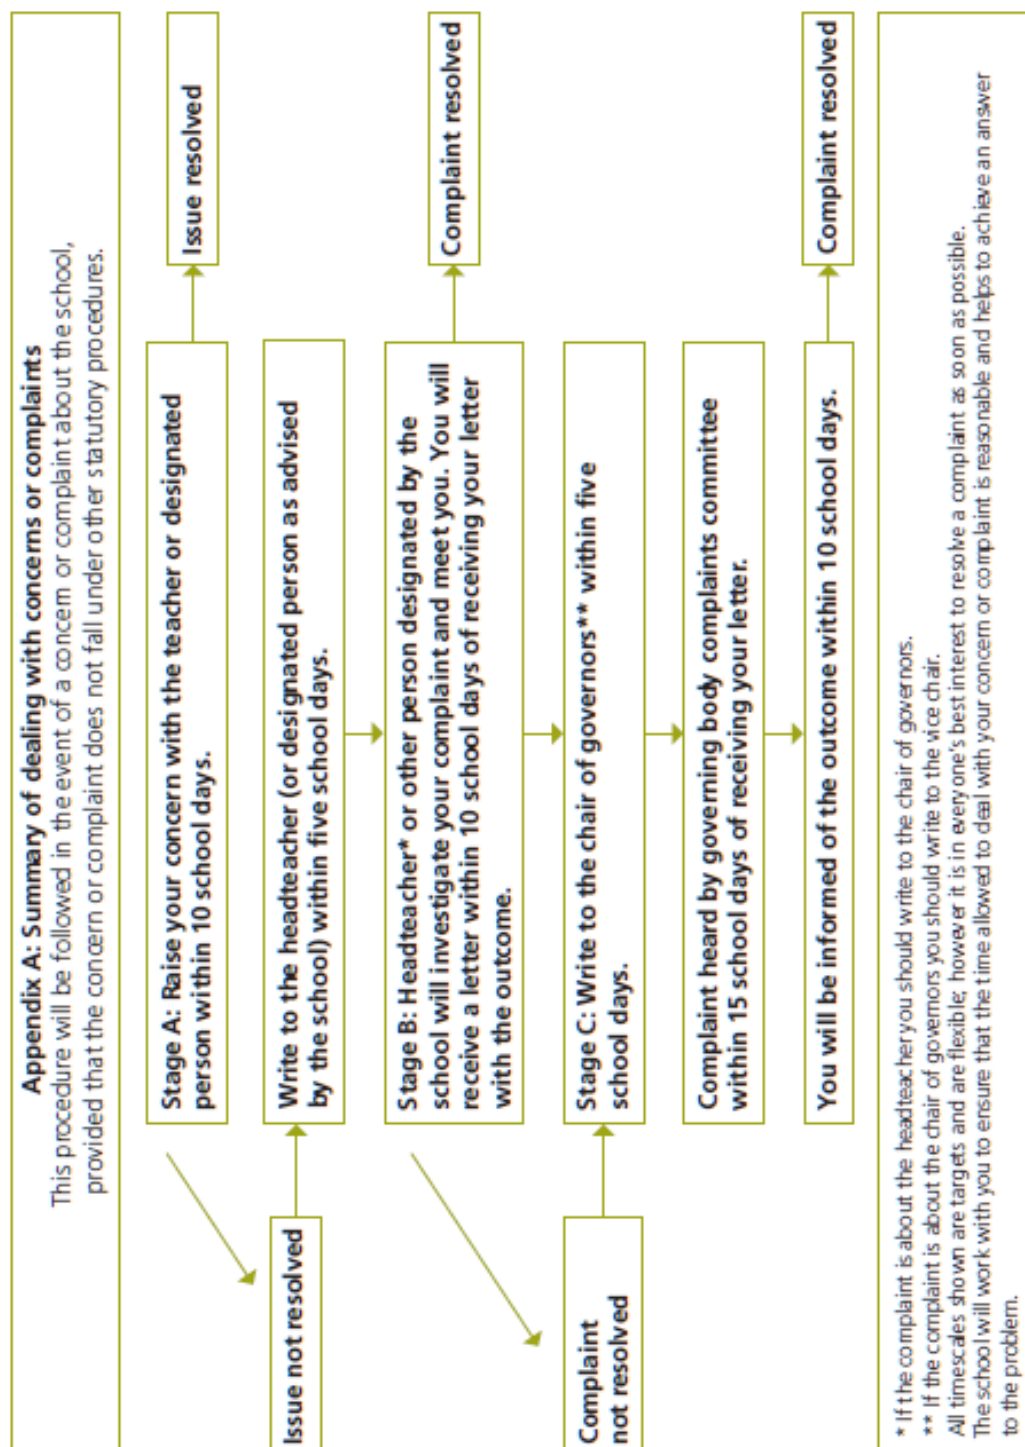 Appendix A: Summary of dealing with concerns or complaints
This procedure will be followed in the event of a concern or complaint about the school,
provided that the concern or complaint does not fall under other statutory procedures.
Stage A: Raise your concern with the teacher or designated
person within 10 school days.
Issue resolved
Issue not resolved
Write to the headteacher (or designated person as advised
by the school) within five school days.
Stage B: Headteacher* or other person designated by the
school will investigate your complaint and meet you. You will
receive a letter within 10 school days of receiving your letter
with the outcome.
Complaint resolved
Complaint
not resolved
Stage C: Write to the chair of governors** within five
school days.
Complaint heard by governing body complaints committee
within 15 school days of receiving your letter.
You will be informed of the outcome within 10 school days.
Complaint resolved
* If the complaint is about the headteacher you should write to the chair of governors.
** If the complaint is about the chair of governors you should write to the vice chair.
All timescales shown are targets and are flexible; however it is in everyone's best interest to resolve a complaint as soon as possible.
The school will work with you to ensure that the time allowed to deal with your concern or complaint is reasonable and helps to achieve an answer
to the problem.